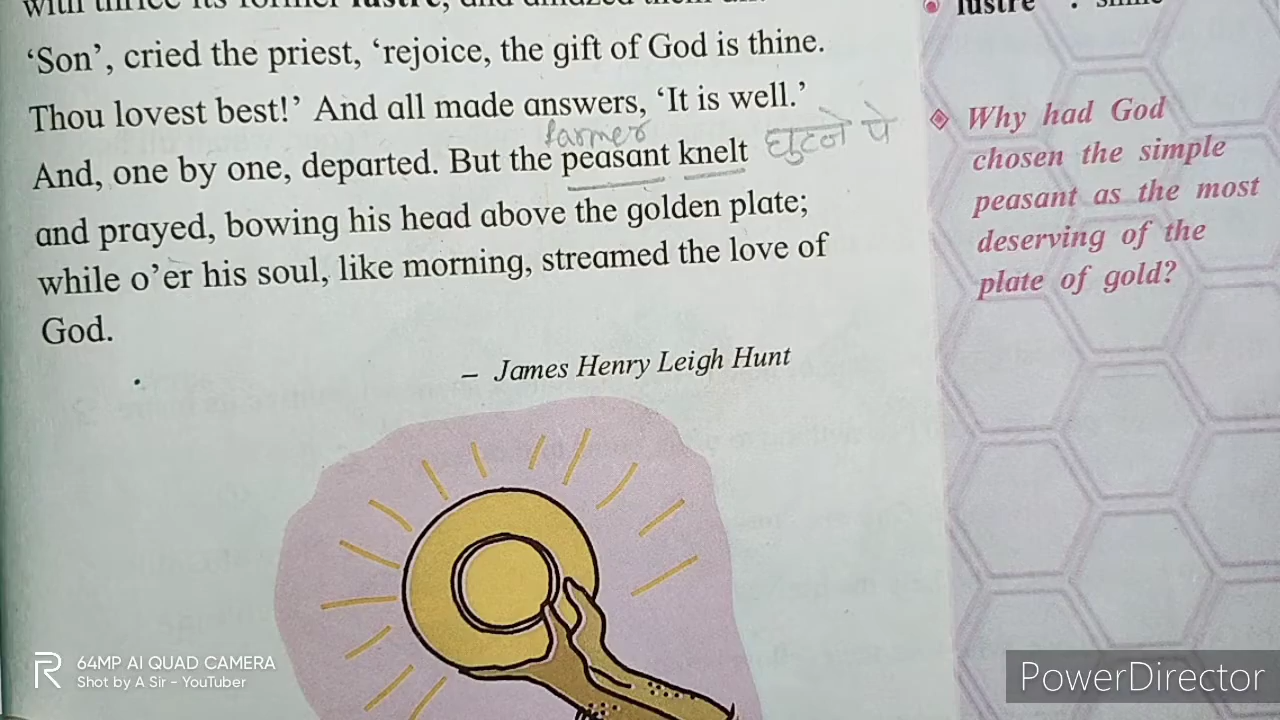 with thrice its former lustre, and amazed them all.
‘Son’, cried the priest, ‘rejoice, the gift of God is thine.
Thou lovest best!’ And all made answers, ‘It is well.’
farmer
And, one by one, departed. But the peasant knelt घुटने पे
and prayed, bowing his head above the golden plate;
while o’er his soul, like morning, streamed the love of
God.
– James Henry Leigh Hunt
lustre : shine
Why had God
chosen the simple
peasant as the most
deserving of the
plate of gold?
64MP AI QUAD CAMERA
Shot by A Sir - YouTuber
PowerDirector